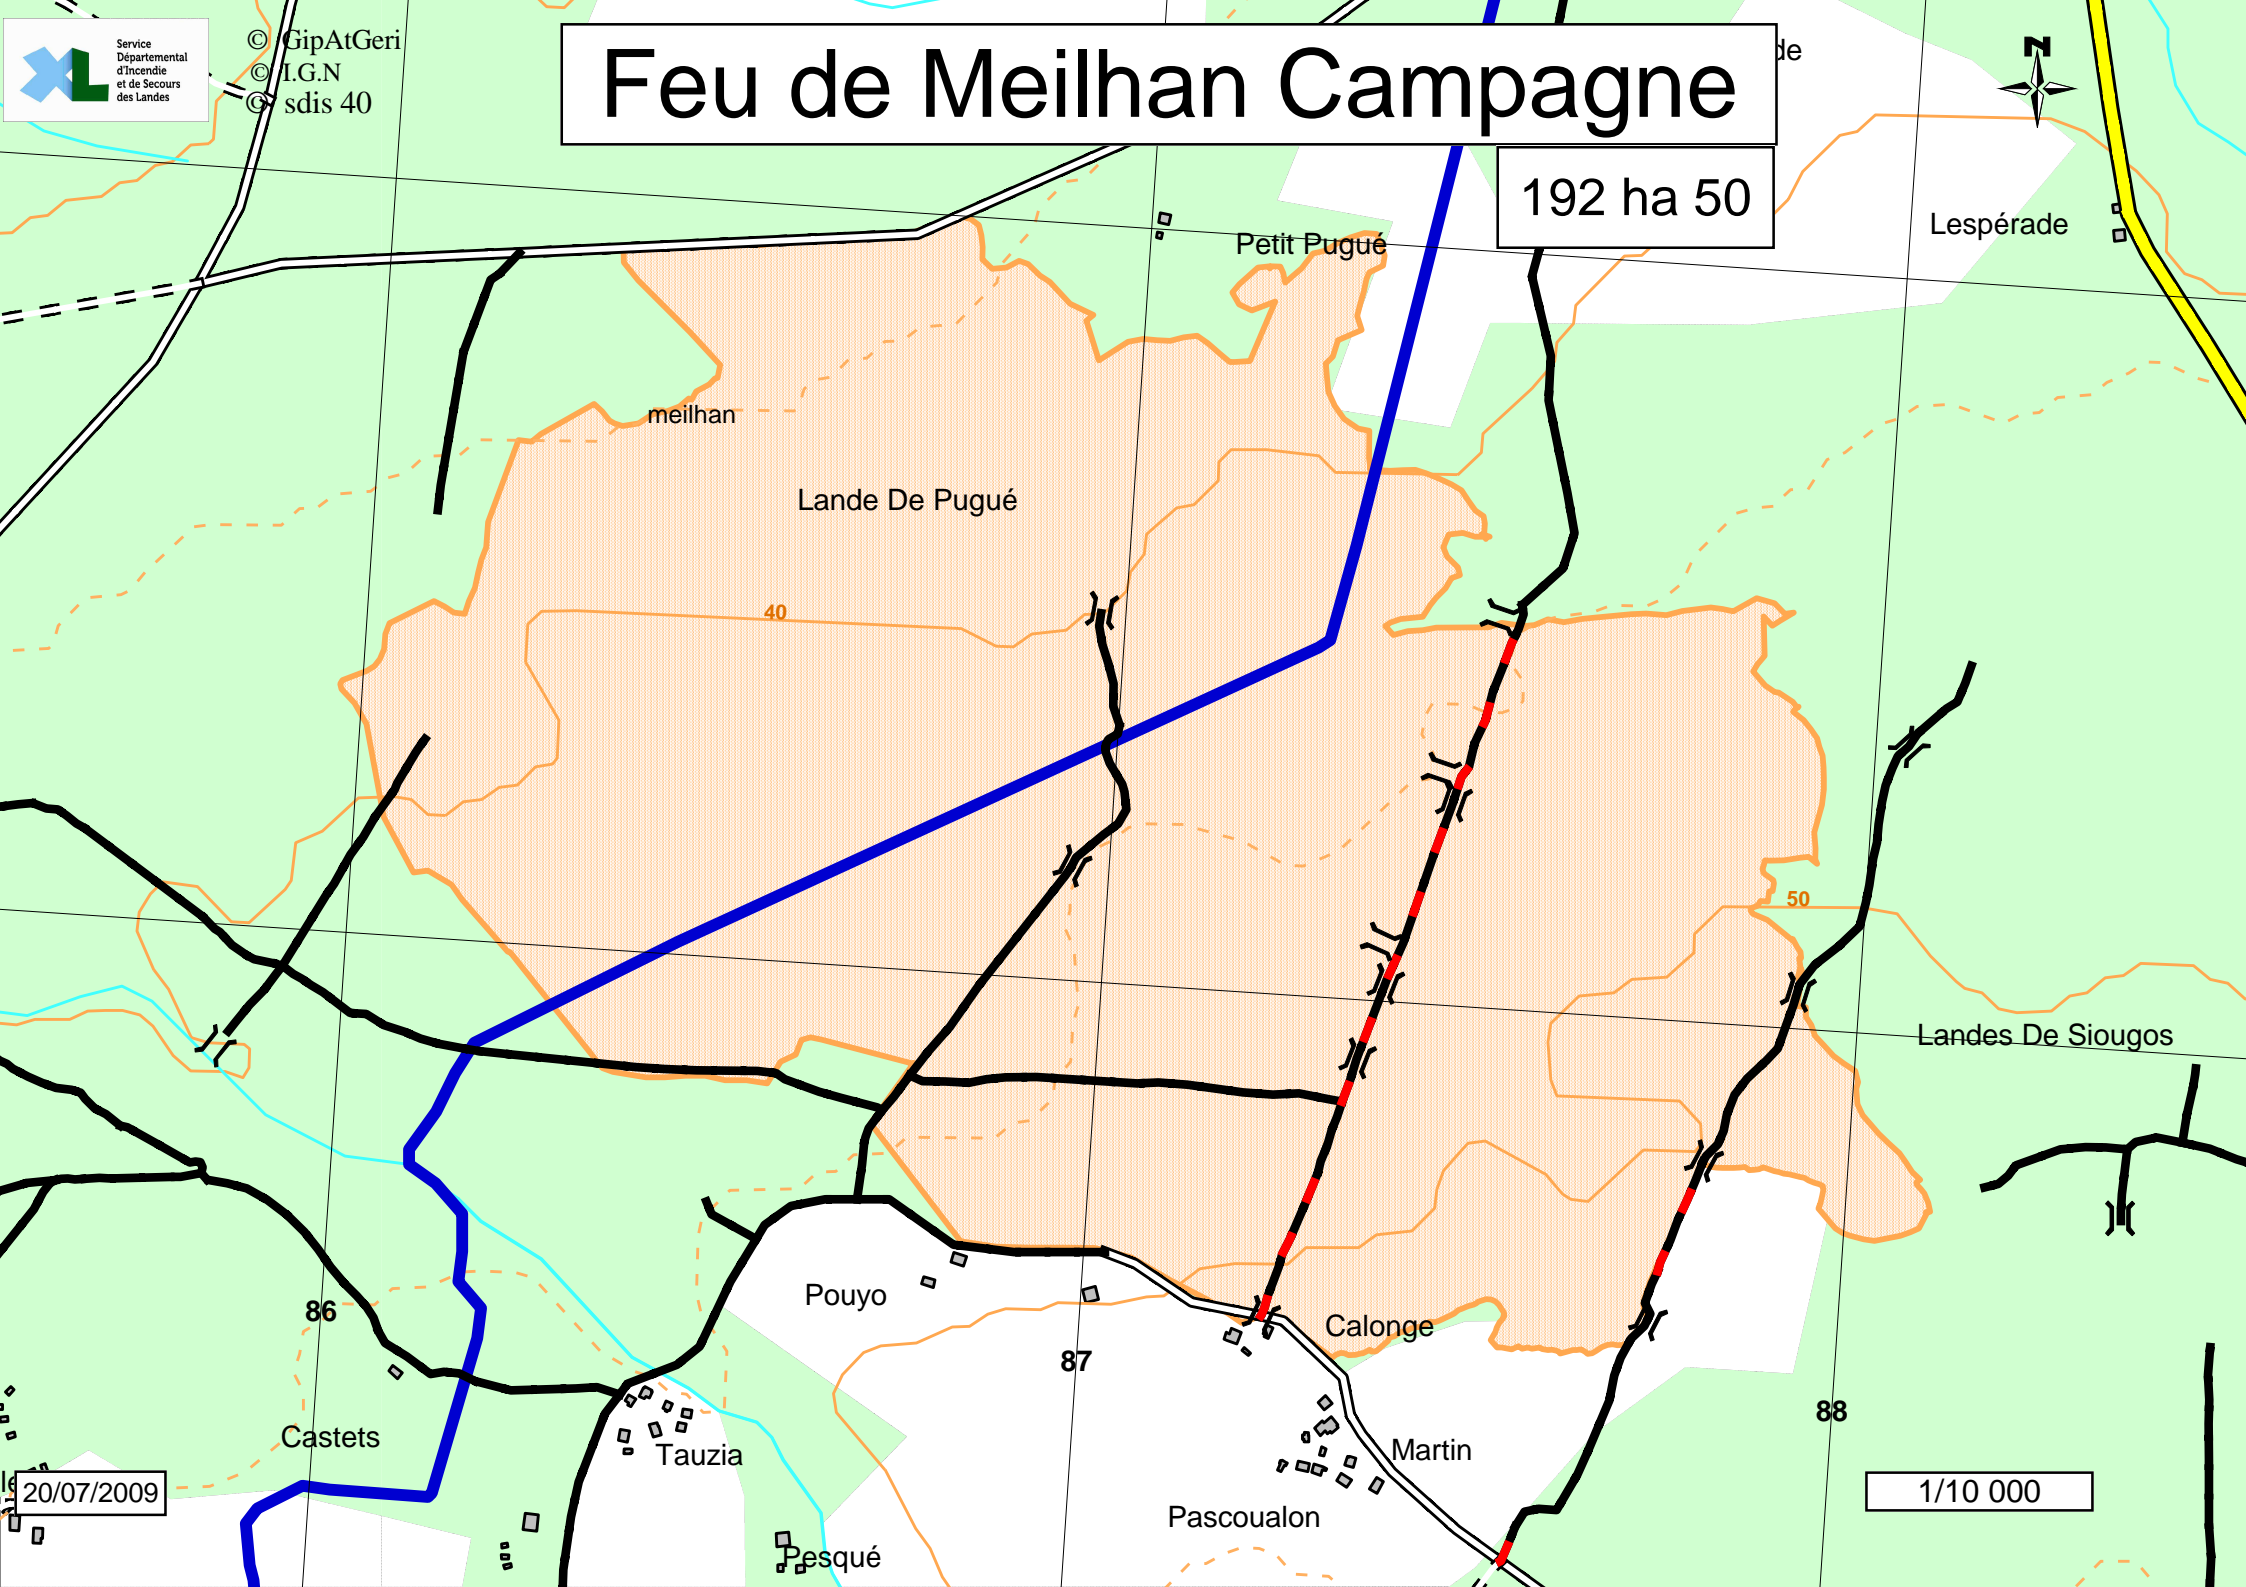 Service
Départemental
d'Incendie
et de Secours
des Landes
© GipAtGeri
© I.G.N
© sdis 40
Feu de Meilhan Campagne
de
N
192 ha 50
Petit Pugué
Lespérade
meilhan
Lande De Pugué
40
50
Landes De Siougos
Pouyo
86
Calonge
87
88
Castets
Tauzia
Martin
le
20/07/2009
1/10 000
Pascoualon
Pesqué